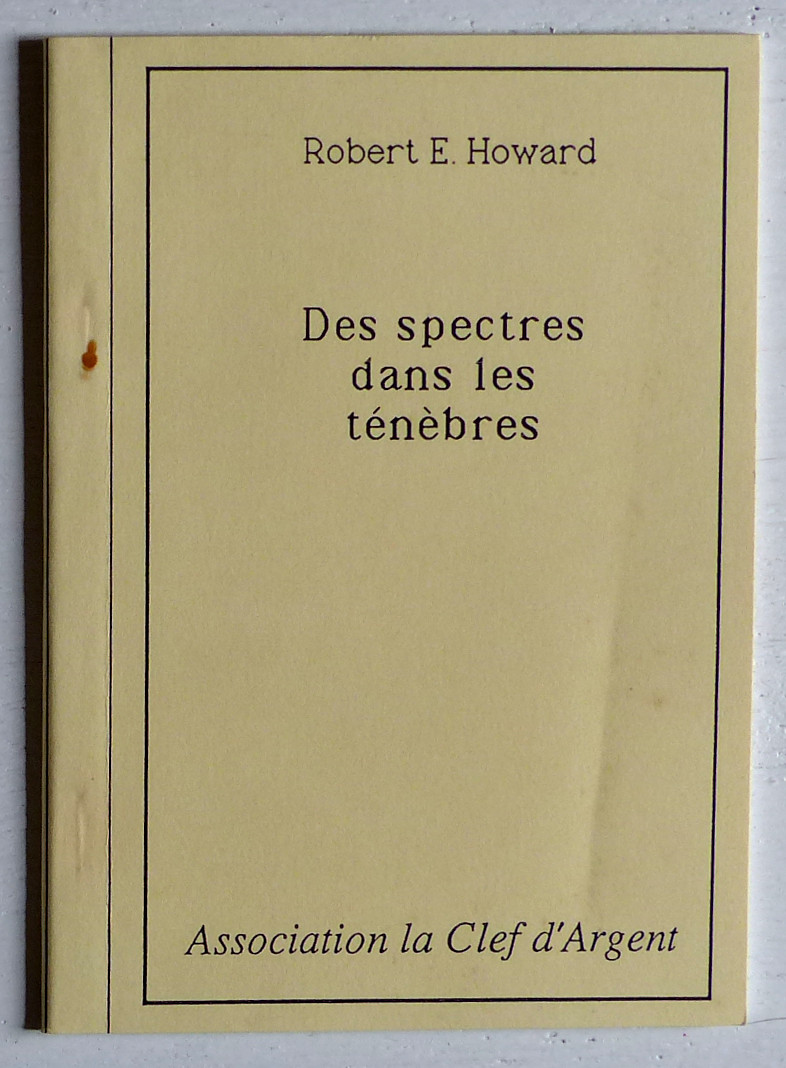 Robert E. Howard
Des spectres
dans les
ténèbres
Association la Clef d'Argent